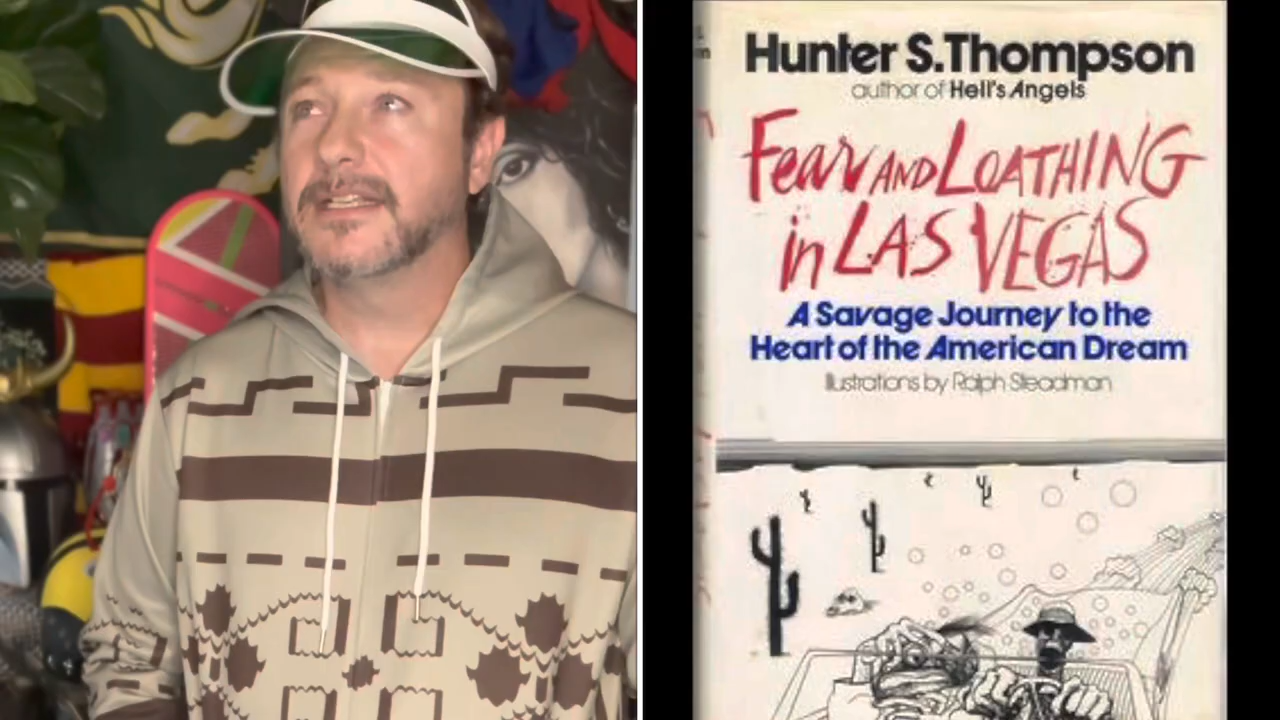 Hunter S.Thompson
author of Hell's Angels
Fear AND LOATHING
in LAS VEGAS
A Savage Journey to the
Heart of the American Dream
Illustrations by Ralph Steadman